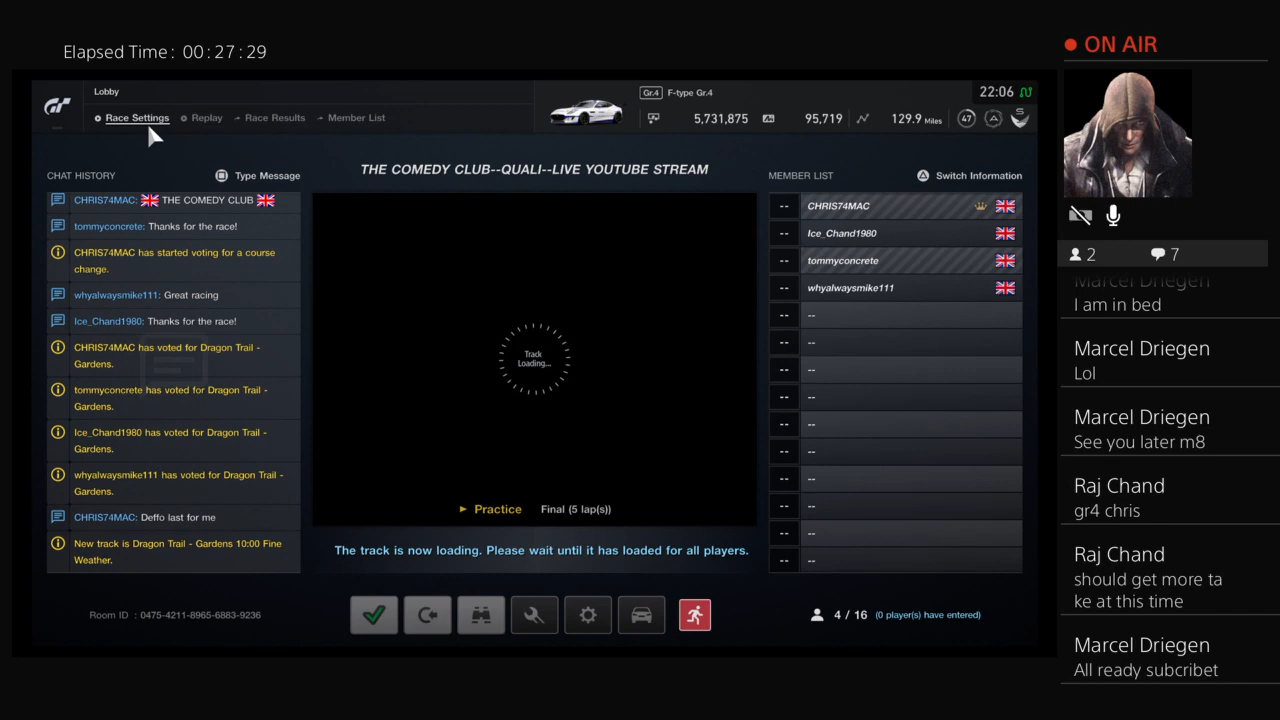 Elapsed Time: 00:27:29
ON AIR
Lobby
Race Settings
Replay
Race Results
Member List
Gr.4 F-type Gr.4
22:06
5,731,875
95,719
129.9 Miles
47
S
CHAT HISTORY
Type Message
THE COMEDY CLUB--QUALI--LIVE YOUTUBE STREAM
MEMBER LIST
Switch Information
CHRIS74MAC: THE COMEDY CLUB
tommyconcrete: Thanks for the race!
CHRIS74MAC has started voting for a course
change.
whyalwaysmike111: Great racing
Ice_Chand1980: Thanks for the race!
CHRIS74MAC has voted for Dragon Trail -
Gardens.
tommyconcrete has voted for Dragon Trail -
Gardens.
Ice_Chand1980 has voted for Dragon Trail -
Gardens.
whyalwaysmike111 has voted for Dragon Trail -
Gardens.
CHRIS74MAC: Deffo last for me
New track is Dragon Trail - Gardens 10:00 Fine
Weather.
Track
Loading...
Practice
Final (5 lap(s))
The track is now loading. Please wait until it has loaded for all players.
-- CHRIS74MAC
-- Ice_Chand1980
-- tommyconcrete
-- whyalwaysmike111
-- --
-- --
-- --
-- --
-- --
-- --
-- --
-- --
-- --
-- --
Room ID : 0475-4211-8965-6883-9236
4 / 16 (0 player(s) have entered)
2
7
Marcel Driegen
I am in bed
Marcel Driegen
Lol
Marcel Driegen
See you later m8
Raj Chand
gr4 chris
Raj Chand
should get more ta
ke at this time
Marcel Driegen
All ready subcribet